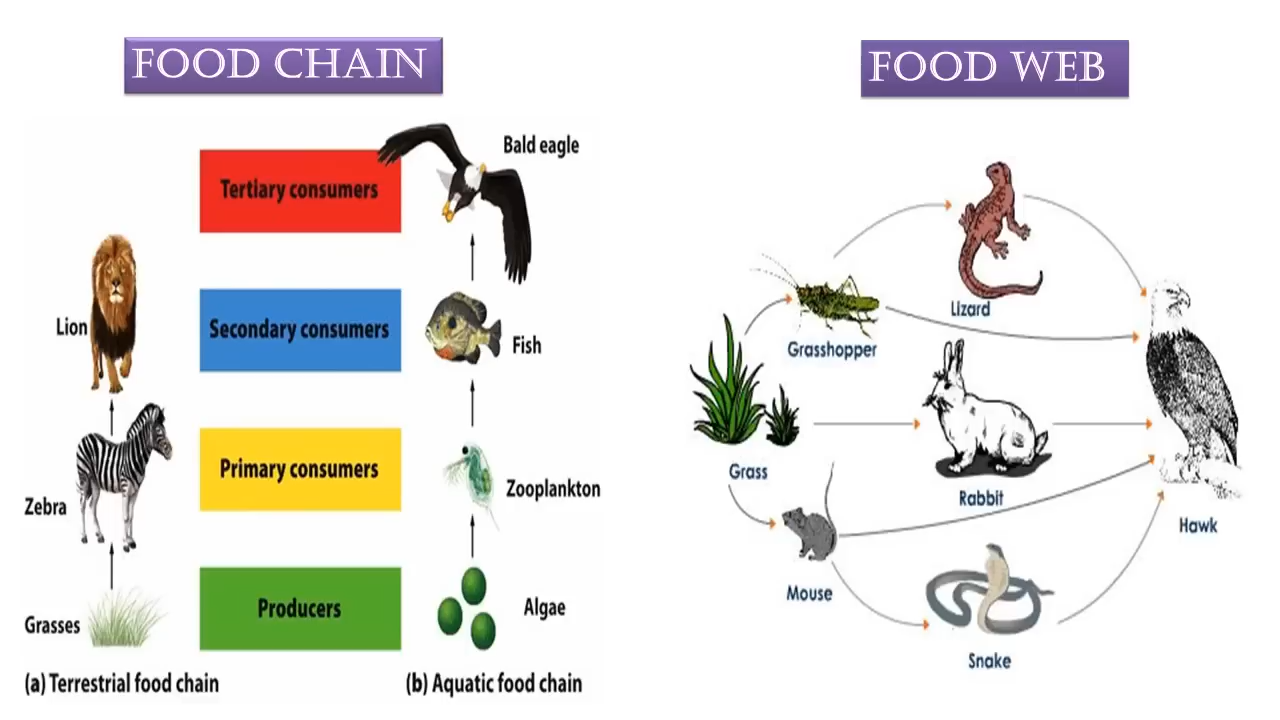 FOOD CHAIN
Tertiary consumers
Bald eagle
Lion
Secondary consumers
Fish
Zebra
Primary consumers
Zooplankton
Grasses
Producers
Algae
(a) Terrestrial food chain
(b) Aquatic food chain
FOOD WEB
Lizard
Grasshopper
Grass
Rabbit
Hawk
Mouse
Snake